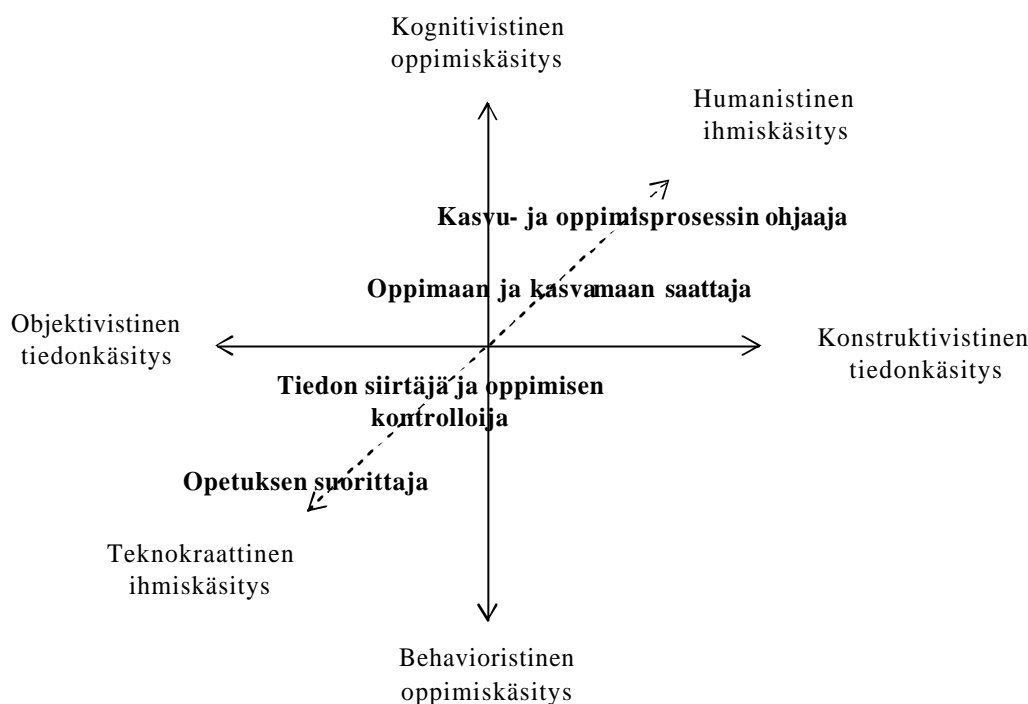 Kognitivistinen
oppimiskäsitys
Humanistinen
ihmiskäsitys
Kasvu- ja oppimisprosessin ohjaaja
Oppimaan ja kasvamaan saattaja
Objektivistinen
tiedonkäsitys
Konstruktivistinen
tiedonkäsitys
Tiedon siirtäjä ja oppimisen
kontrolloija
Opetuksen suorittaja
Teknokraattinen
ihmiskäsitys
Behavioristinen
oppimiskäsitys